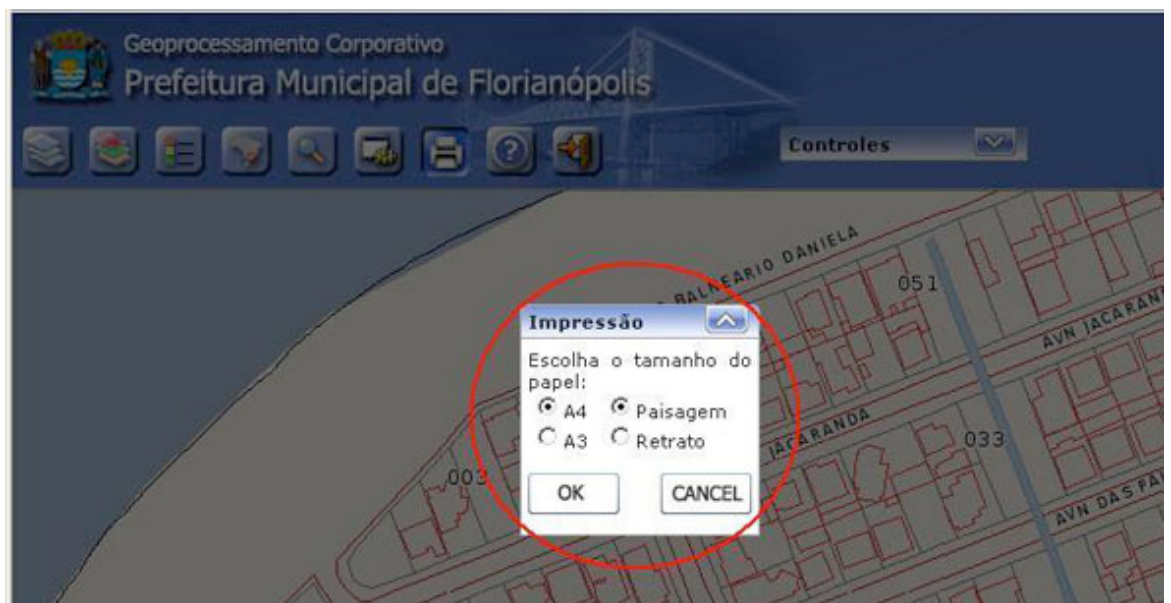 Geoprocessamento Corporativo
Prefeitura Municipal de Florianópolis
Controles
BALNEARIO DANIELA
051
AVN JACARAN
Impressão
Escolha o tamanho do
papel:
A4 Paisagem
A3 Retrato
OK CANCEL
JACARANDA
033
003
AVN DAS PA